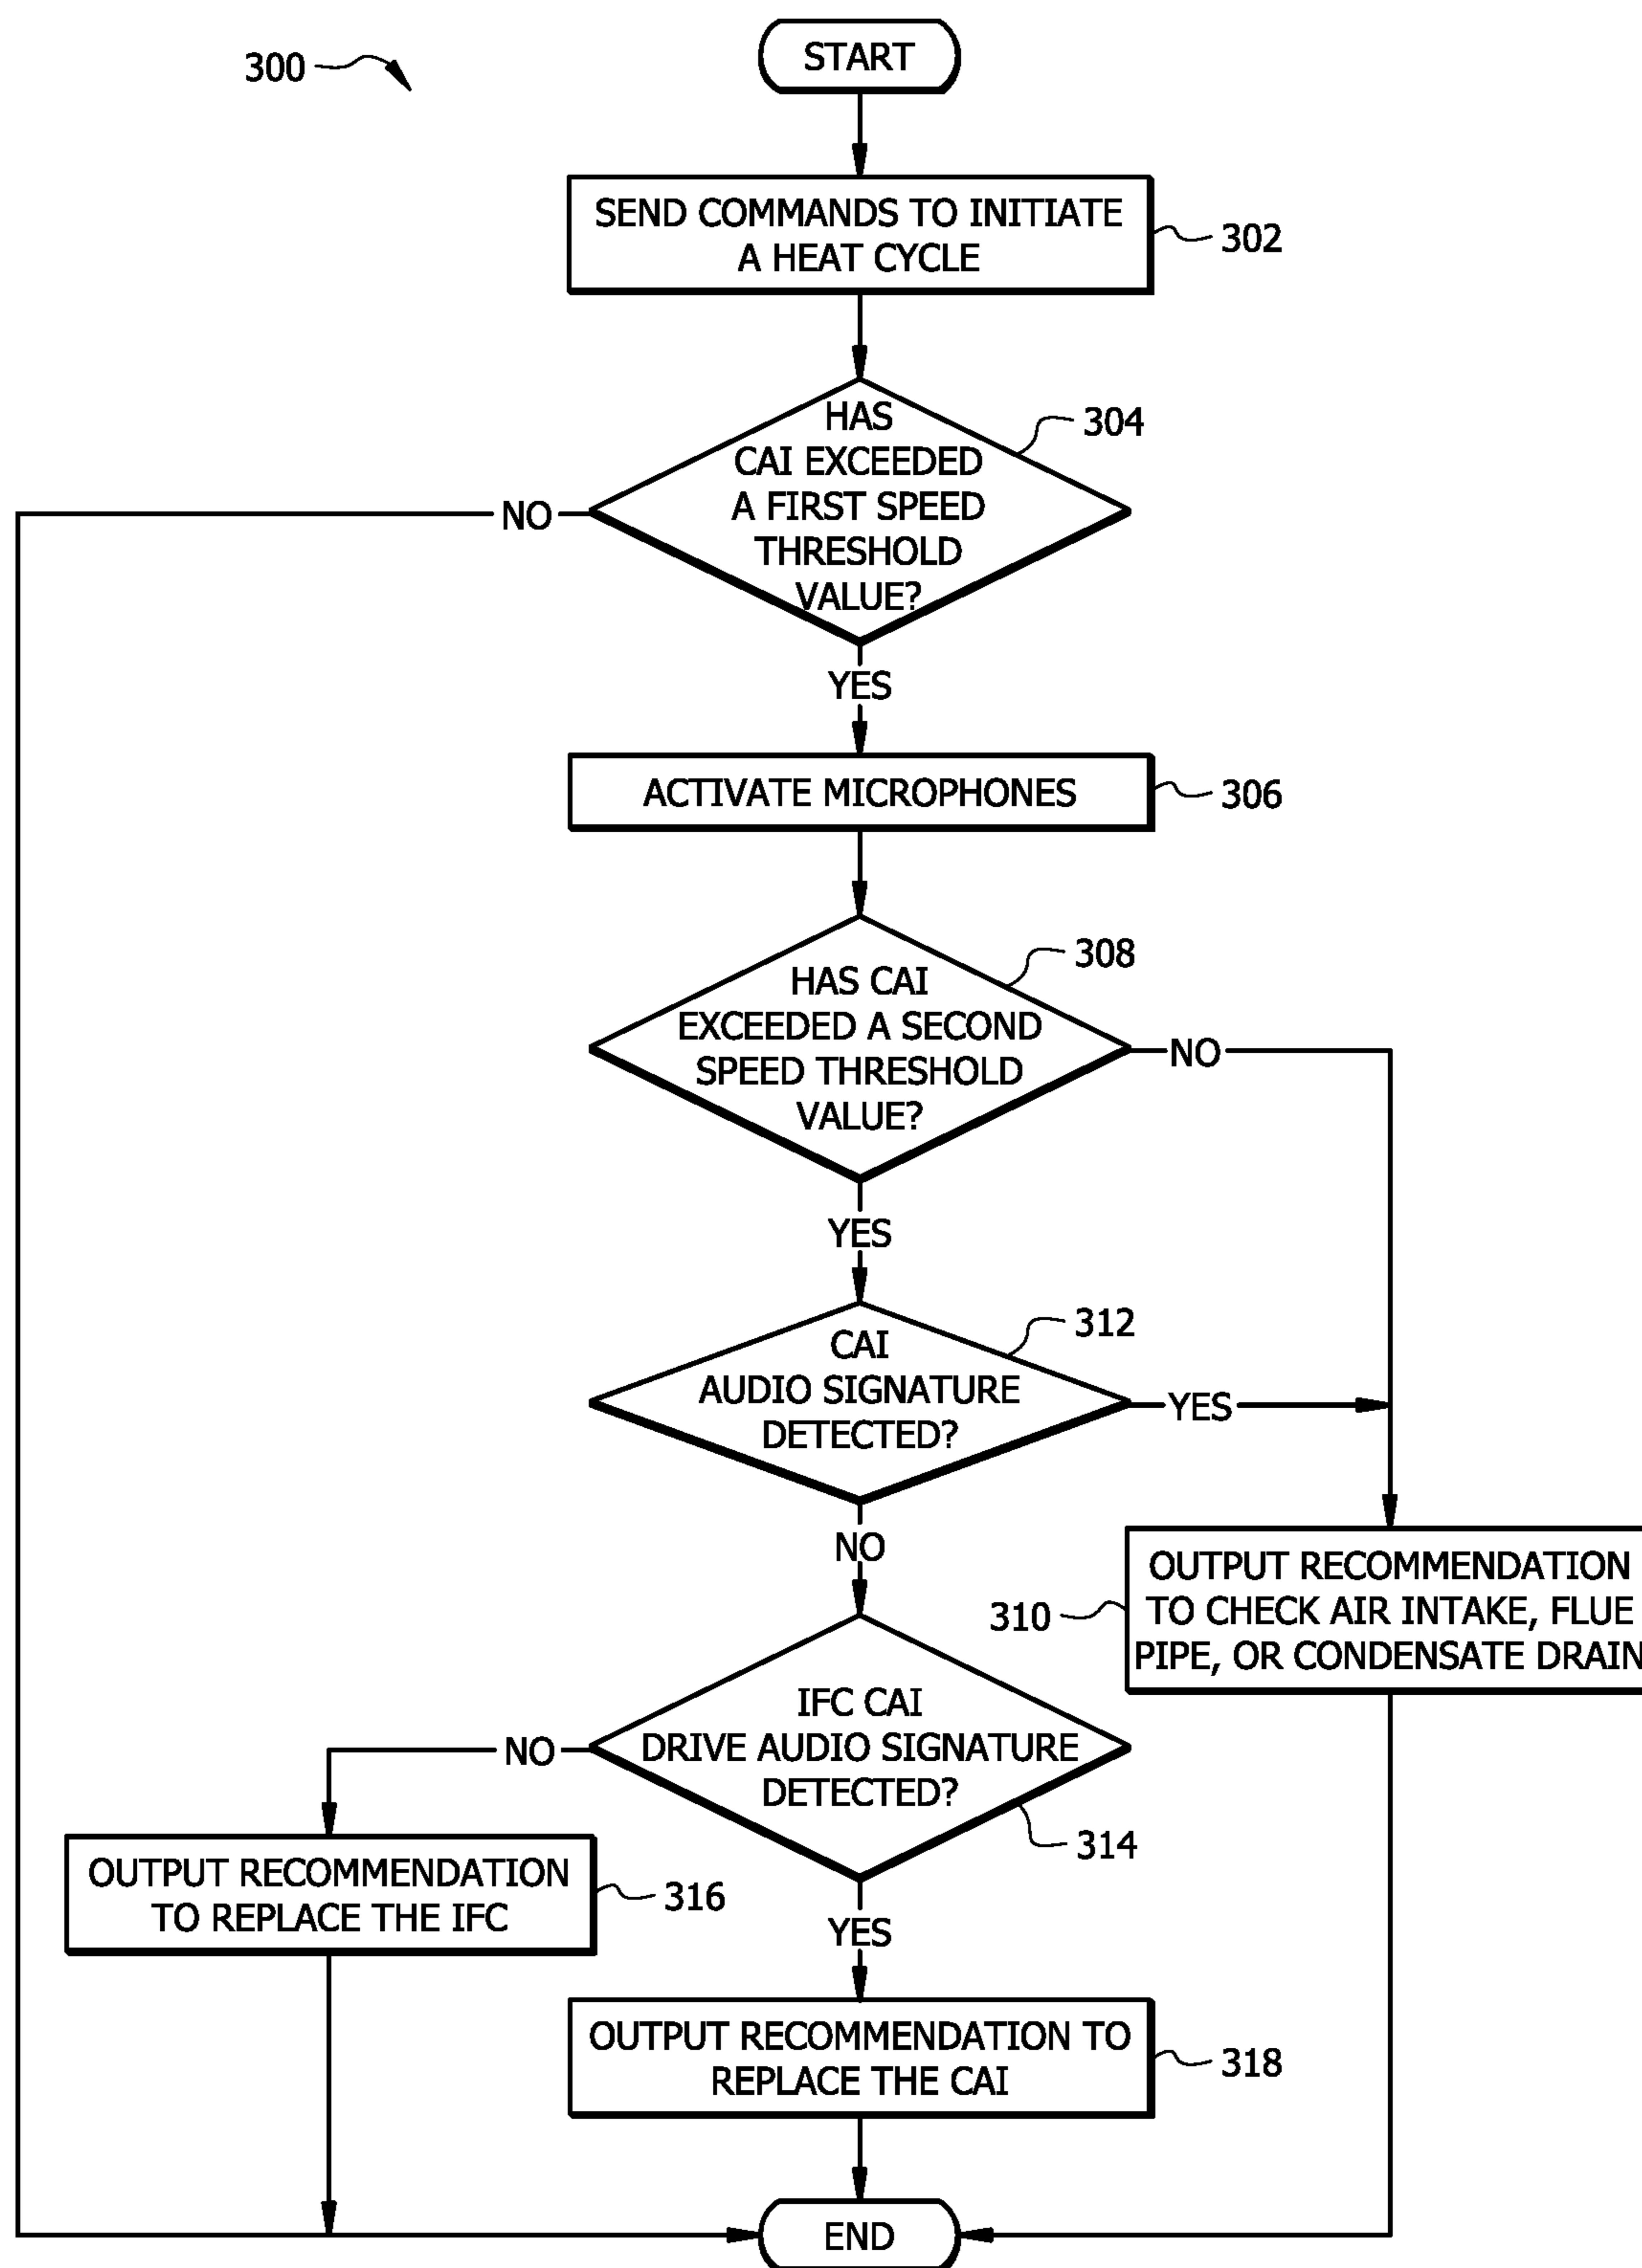 300
START
SEND COMMANDS TO INITIATE
A HEAT CYCLE
302
HAS
CAI EXCEEDED
A FIRST SPEED
THRESHOLD
VALUE?
304
NO
YES
ACTIVATE MICROPHONES
306
HAS CAI
EXCEEDED A SECOND
SPEED THRESHOLD
VALUE?
308
NO
YES
CAI
AUDIO SIGNATURE
DETECTED?
312
YES
NO
OUTPUT RECOMMENDATION
TO CHECK AIR INTAKE, FLUE
PIPE, OR CONDENSATE DRAIN
310
IFC CAI
DRIVE AUDIO SIGNATURE
DETECTED?
314
NO
YES
OUTPUT RECOMMENDATION
TO REPLACE THE IFC
316
OUTPUT RECOMMENDATION TO
REPLACE THE CAI
318
END